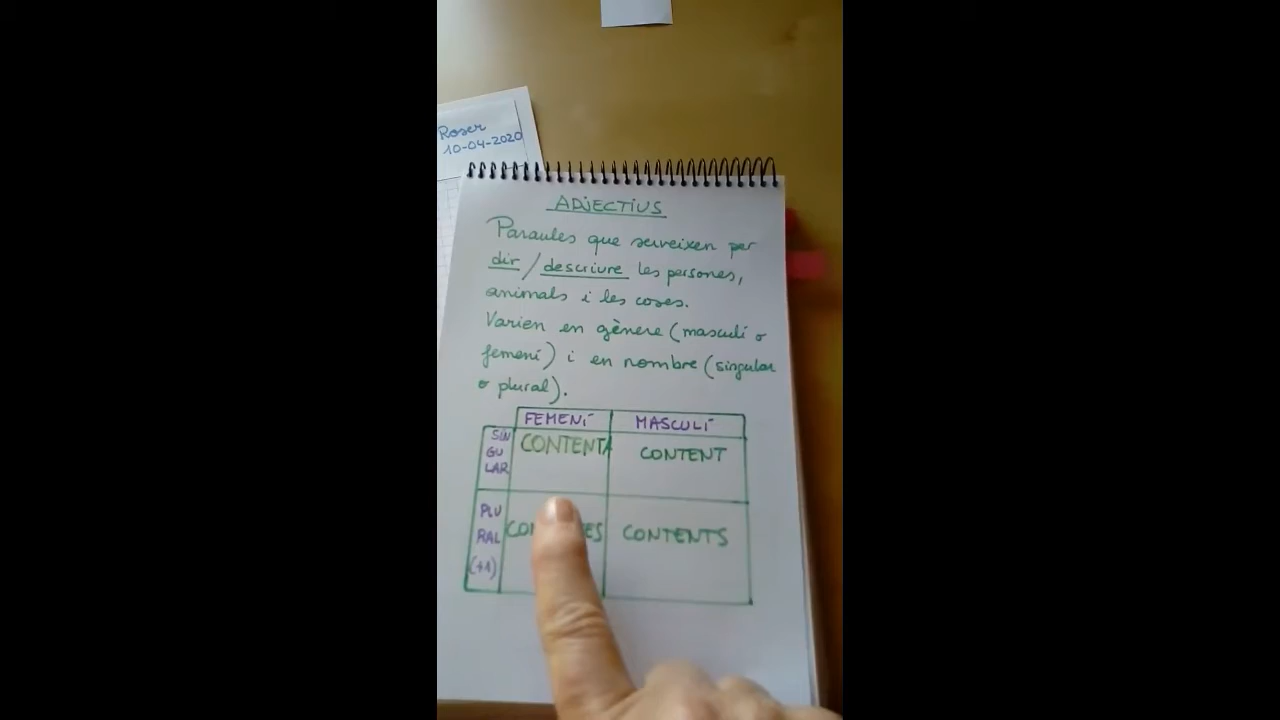 Roser
10-04-2020
ADJECTIUS
Paraules que serveixen per
dir / descriure les persones,
animals i les coses.
Varien en gènere (masculí o
femení) i en nombre (singular
o plural).
FEMENÍ MASCULÍ
SIN
GU
LAR
CONTENTA CONTENT
PLU
RAL
(+1)
CONTENTS